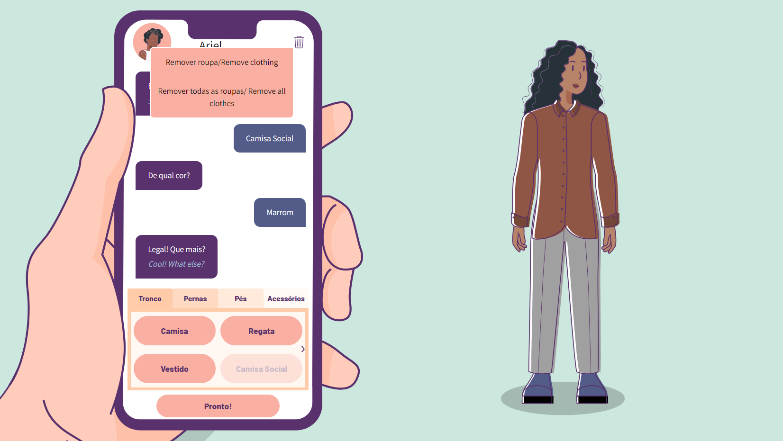 Ariel
Remover roupa/Remove clothing
Remover todas as roupas/ Remove all
clothes
Camisa Social
De qual cor?
Marrom
Legal! Que mais?
Cool! What else?
Tronco Pernas Pés Acessórios
Camisa Regata
Vestido Camisa Social
Pronto!